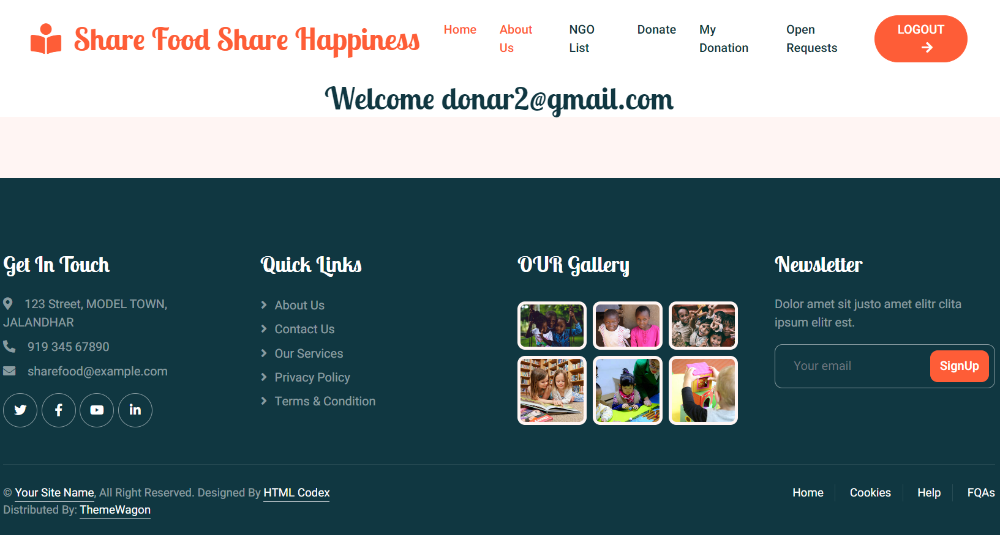 Share Food Share Happiness
Home
About
Us
NGO
List
Donate
My
Donation
Open
Requests
LOGOUT
Welcome donar2@gmail.com
Get In Touch
123 Street, MODEL TOWN,
JALANDHAR
919 345 67890
sharefood@example.com
Quick Links
About Us
Contact Us
Our Services
Privacy Policy
Terms & Condition
OUR Gallery
Newsletter
Dolor amet sit justo amet elitr clita
ipsum elitr est.
Your email
SignUp
© Your Site Name, All Right Reserved. Designed By HTML Codex
Distributed By: ThemeWagon
Home
Cookies
Help
FQAs